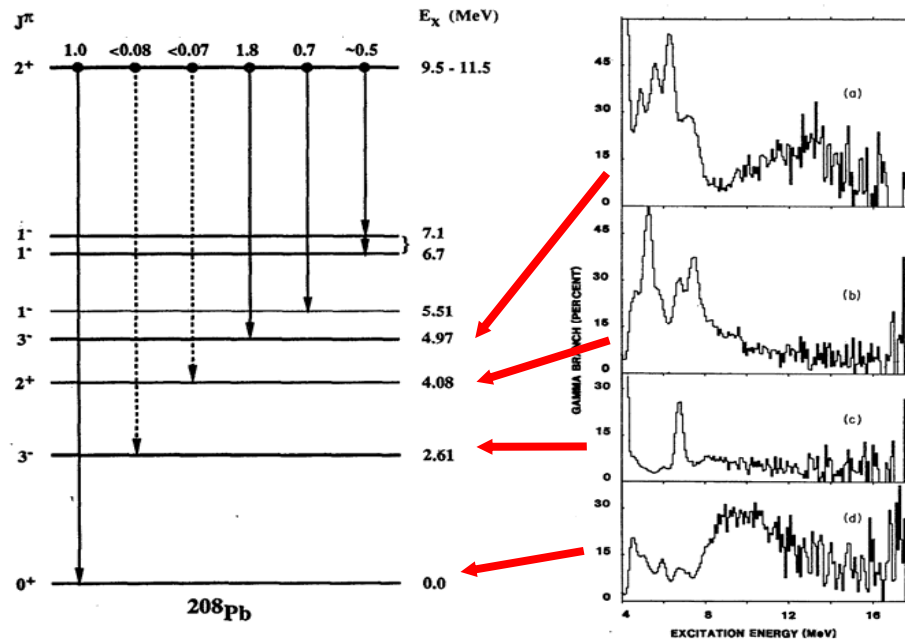 J^π
E_x (MeV)
1.0 <0.08 <0.07 1.8 0.7 ~0.5
2⁺ 9.5 - 11.5
1⁻ 7.1
1⁻ 6.7
1⁻ 5.51
3⁻ 4.97
2⁺ 4.08
3⁻ 2.61
0⁺ 0.0
²⁰⁸Pb
GAMMA BRANCH (PERCENT)
45
30
15
0
(a)
45
30
15
0
(b)
30
15
0
(c)
30
15
0
(d)
4 8 12 16
EXCITATION ENERGY (MeV)